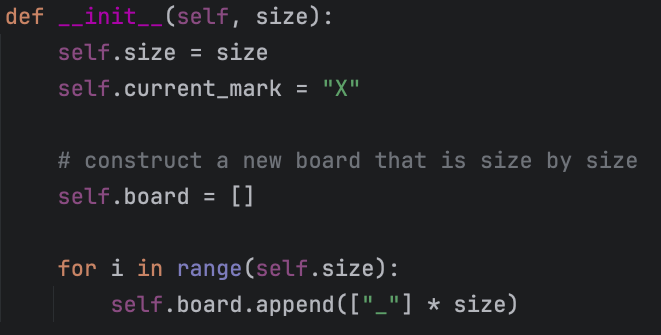 def __init__(self, size):
    self.size = size
    self.current_mark = "X"

    # construct a new board that is size by size
    self.board = []

    for i in range(self.size):
        self.board.append(["_"] * size)